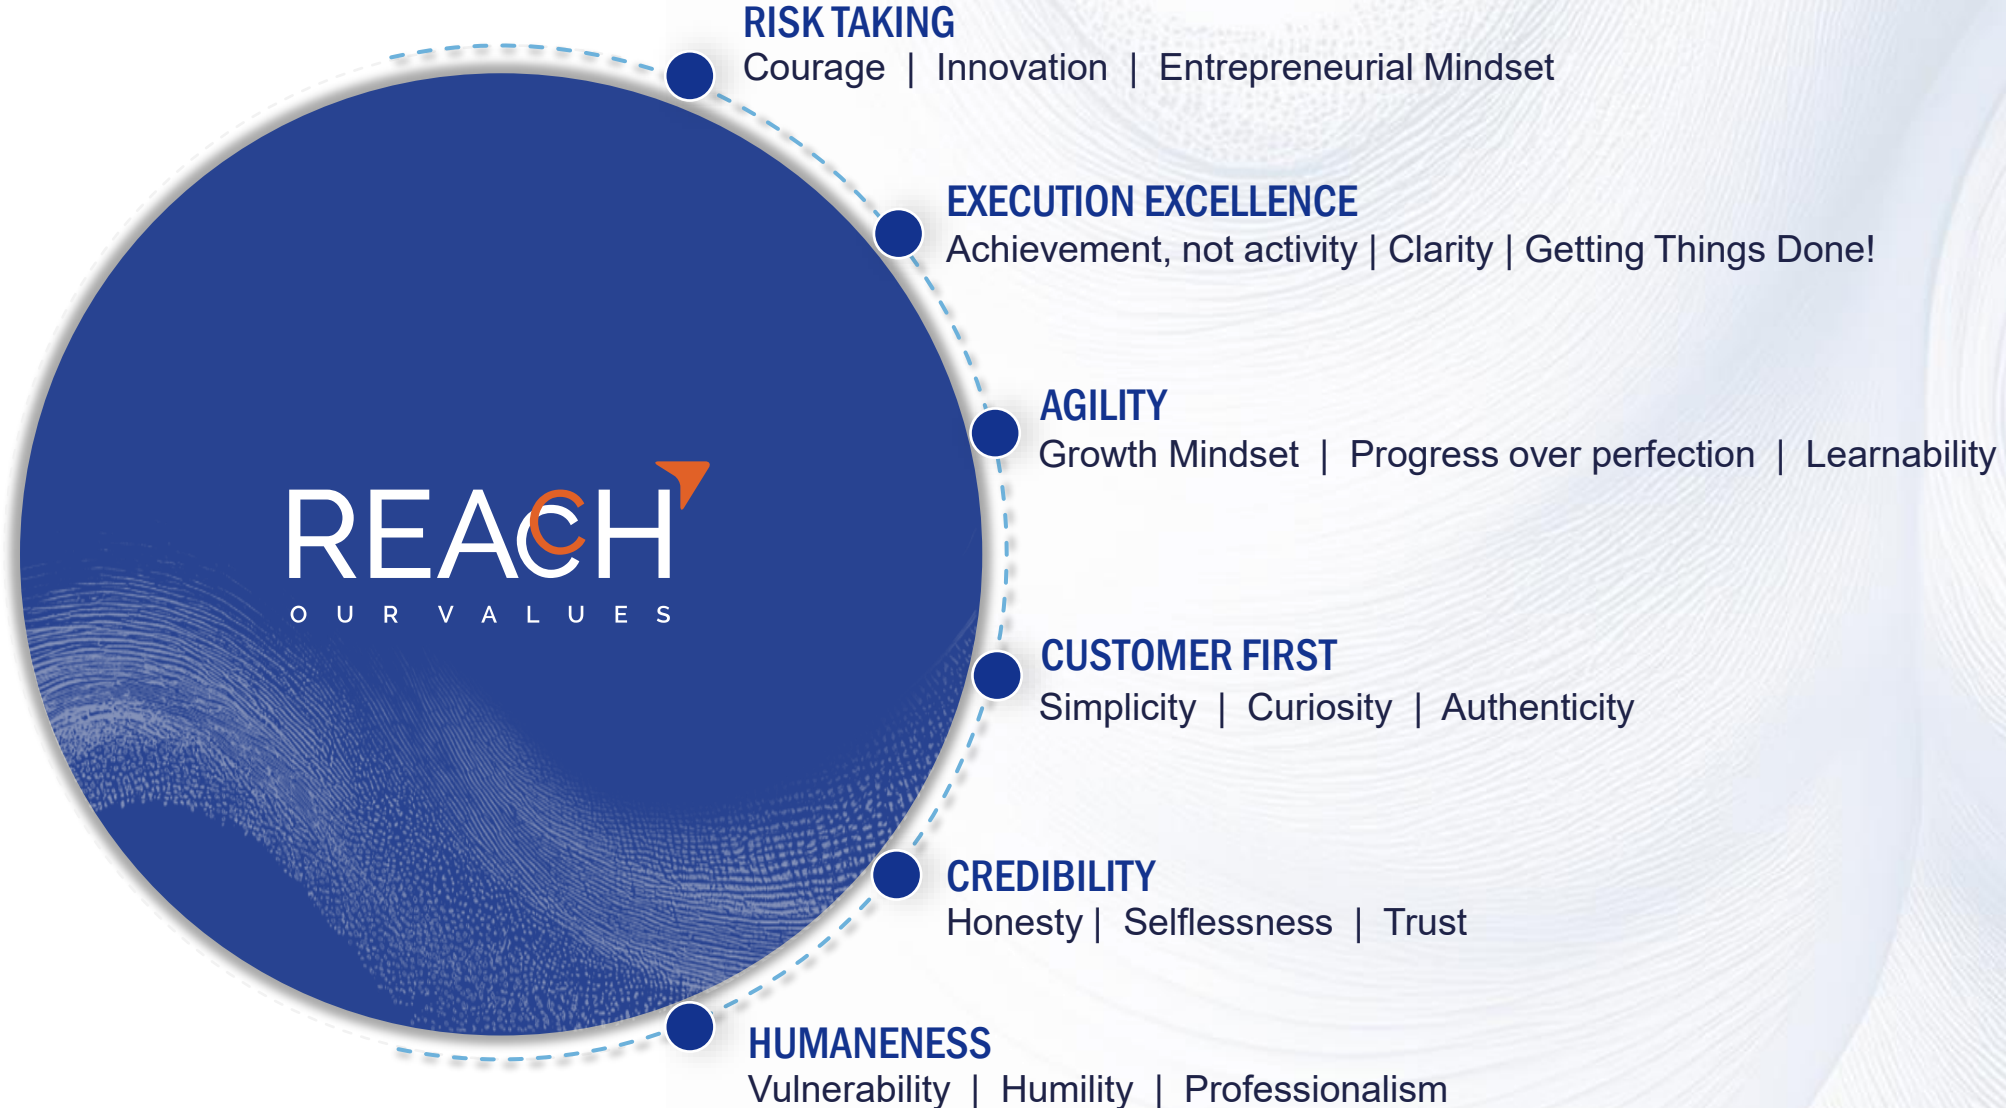 RISK TAKING
Courage | Innovation | Entrepreneurial Mindset
EXECUTION EXCELLENCE
Achievement, not activity | Clarity | Getting Things Done!
AGILITY
Growth Mindset | Progress over perfection | Learnability
REACCH
OUR VALUES
CUSTOMER FIRST
Simplicity | Curiosity | Authenticity
CREDIBILITY
Honesty | Selflessness | Trust
HUMANENESS
Vulnerability | Humility | Professionalism